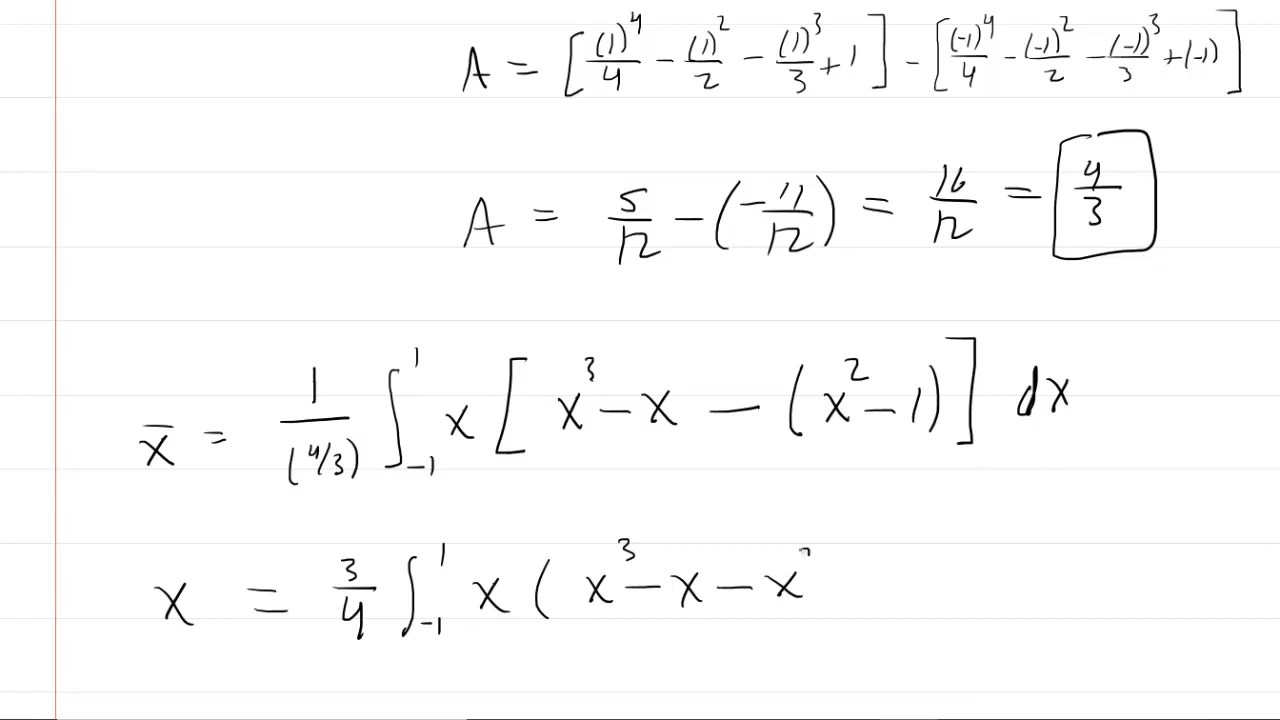 A = [ (1)^4/4 − (1)^2/2 − (1)^3/3 + 1 ] − [ (-1)^4/4 − (-1)^2/2 − (-1)^3/3 + (-1) ]
A = 5/12 − (−11/12) = 16/12 = 4/3
x̄ = 1/(4/3) ∫_{-1}^{1} x [ x^3 − x − (x^2 − 1) ] dx
x = 3/4 ∫_{-1}^{1} x ( x^3 − x − x